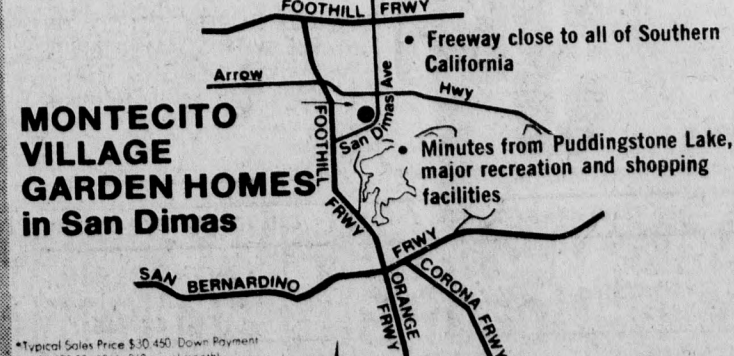 FOOTHILL FRWY
• Freeway close to all of Southern
California
Arrow
Hwy
San Dimas Ave
MONTECITO
VILLAGE
GARDEN HOMES
in San Dimas
FOOTHILL FRWY
• Minutes from Puddingstone Lake,
major recreation and shopping
facilities
SAN BERNARDINO FRWY
ORANGE FRWY
CORONA FRWY
*Typical Sales Price $30,450 Down Payment